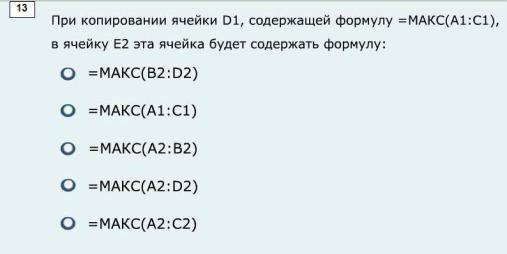 13
При копировании ячейки D1, содержащей формулу =МАКС(A1:C1),
в ячейку E2 эта ячейка будет содержать формулу:
=МАКС(B2:D2)
=МАКС(A1:C1)
=МАКС(A2:B2)
=МАКС(A2:D2)
=МАКС(A2:C2)